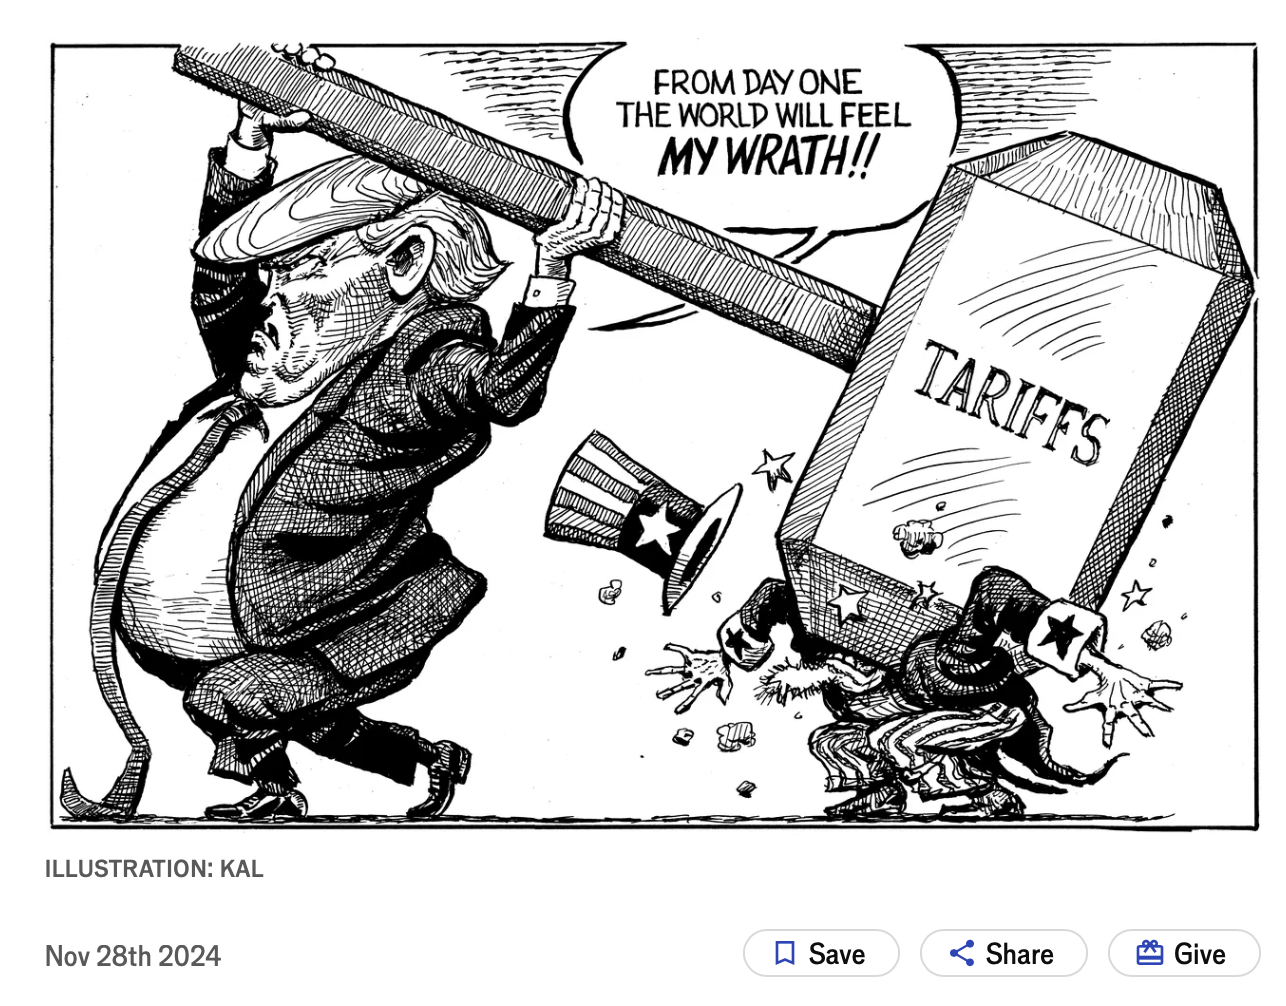 FROM DAY ONE
THE WORLD WILL FEEL
MY WRATH!!
TARIFFS
ILLUSTRATION: KAL
Nov 28th 2024
Save
Share
Give